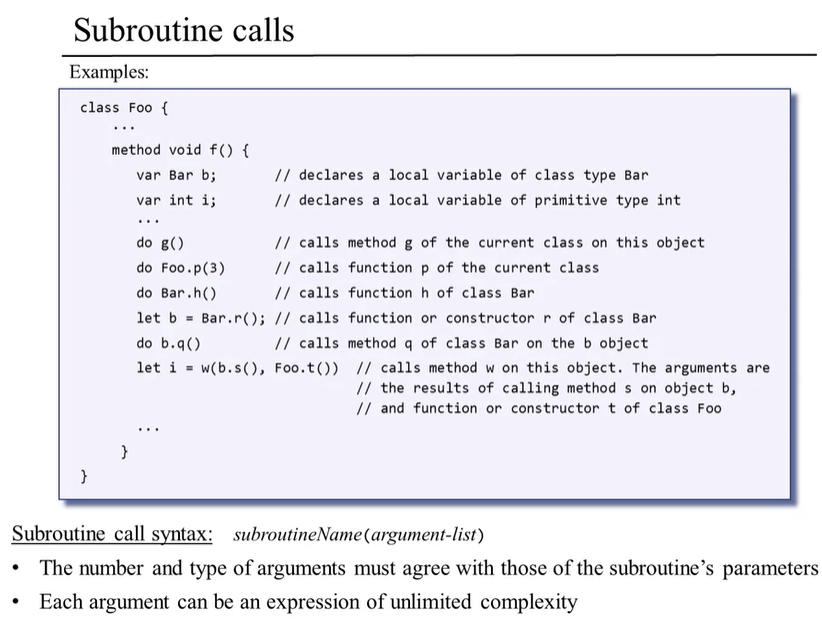 Subroutine calls
Examples:
class Foo {
...
method void f() {
var Bar b; // declares a local variable of class type Bar
var int i; // declares a local variable of primitive type int
...
do g() // calls method g of the current class on this object
do Foo.p(3) // calls function p of the current class
do Bar.h() // calls function h of class Bar
let b = Bar.r(); // calls function or constructor r of class Bar
do b.q() // calls method q of class Bar on the b object
let i = w(b.s(), Foo.t()) // calls method w on this object. The arguments are
// the results of calling method s on object b,
// and function or constructor t of class Foo
...
}
}
Subroutine call syntax: subroutineName(argument-list)
• The number and type of arguments must agree with those of the subroutine’s parameters
• Each argument can be an expression of unlimited complexity